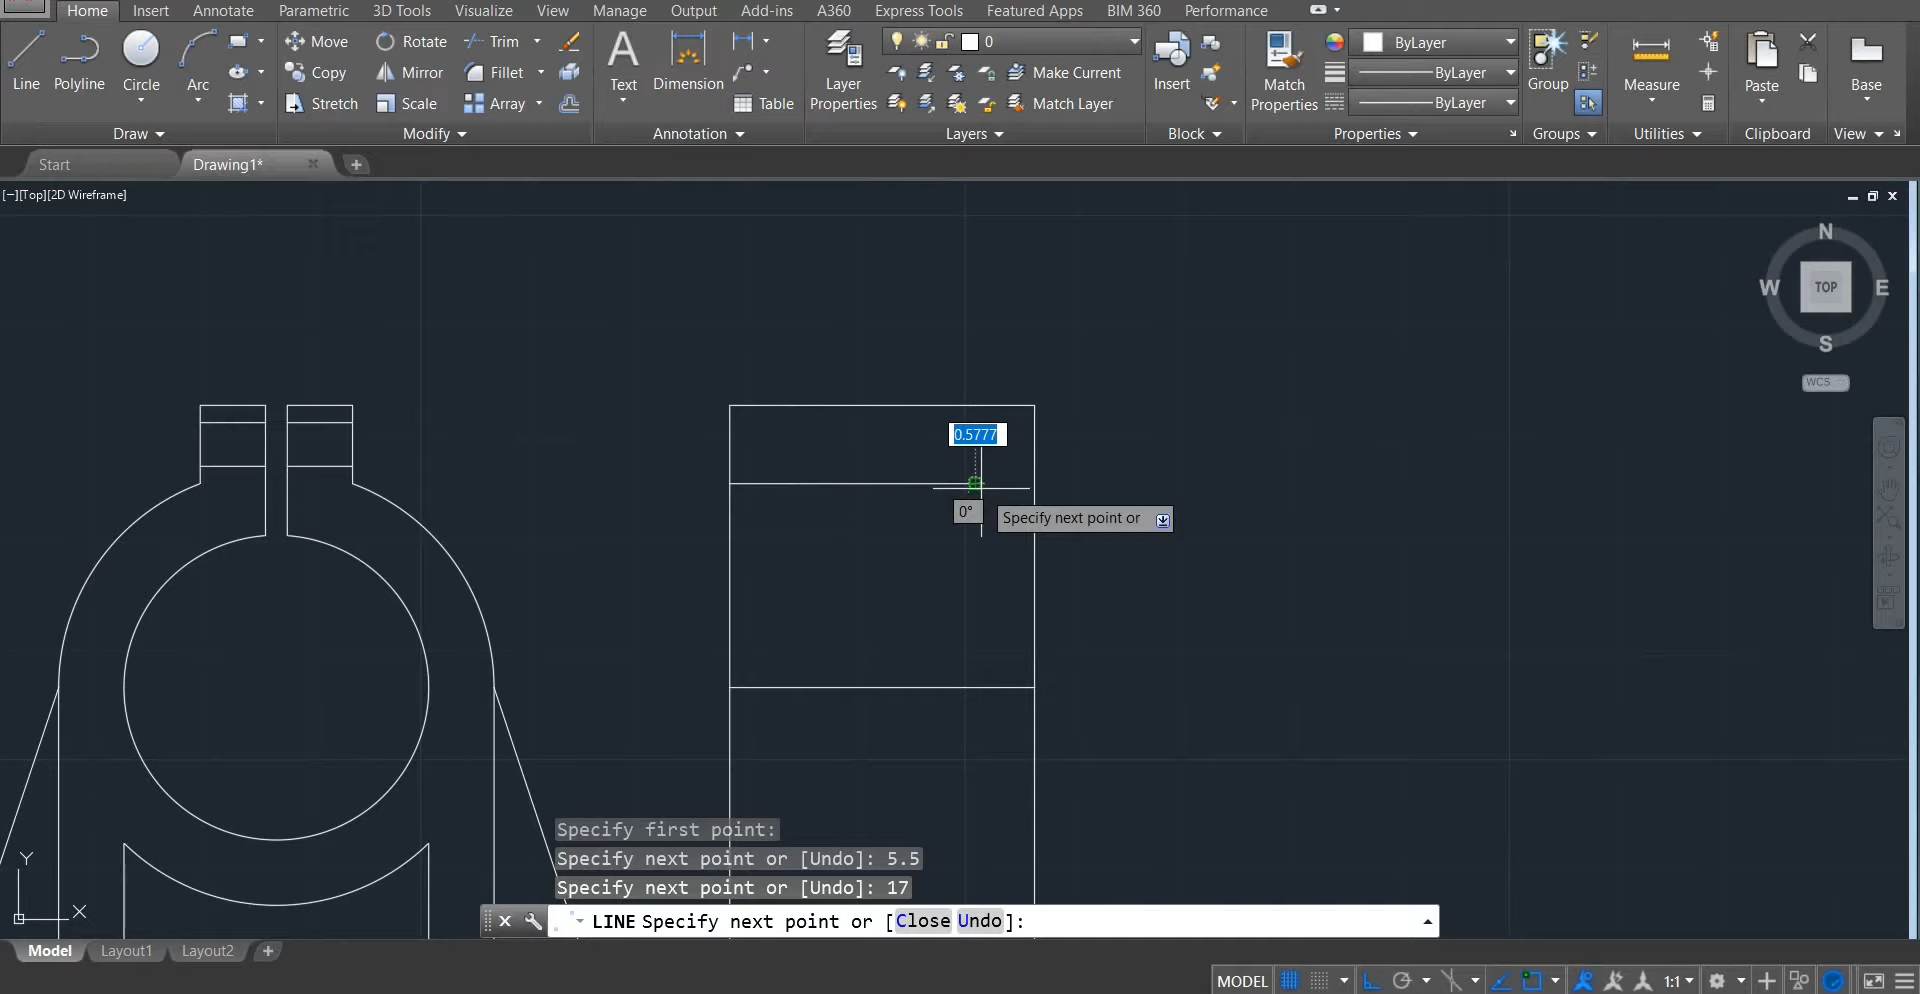 Home Insert Annotate Parametric 3D Tools Visualize View Manage Output Add-ins A360 Express Tools Featured Apps BIM 360 Performance
Line Polyline Circle Arc
Draw
Move Rotate Trim
Copy Mirror Fillet
Stretch Scale Array
Modify
Text Dimension
Table
Annotation
Layer Properties
0
Make Current
Match Layer
Layers
Insert
Block
Match Properties
ByLayer
ByLayer
ByLayer
Properties
Group
Groups
Measure
Utilities
Paste
Clipboard
Base
View
Start Drawing1*
[−][Top][2D Wireframe]
N
W TOP E
S
WCS
0.5777
0°
Specify next point or
Y
X
Specify first point:
Specify next point or [Undo]: 5.5
Specify next point or [Undo]: 17
LINE Specify next point or [Close Undo]:
Model Layout1 Layout2
MODEL 1:1